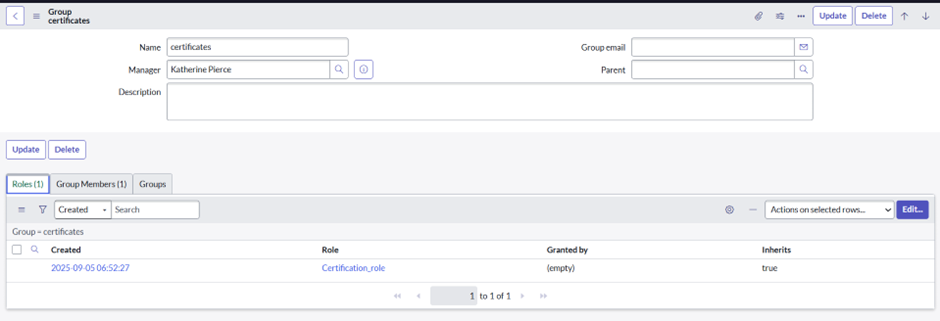 Group
certificates
Update Delete
Name certificates Group email
Manager Katherine Pierce Parent
Description
Update Delete
Roles (1) Group Members (1) Groups
Created Search Actions on selected rows... Edit...
Group = certificates
Created Role Granted by Inherits
2025-09-05 06:52:27 Certification_role (empty) true
1 to 1 of 1